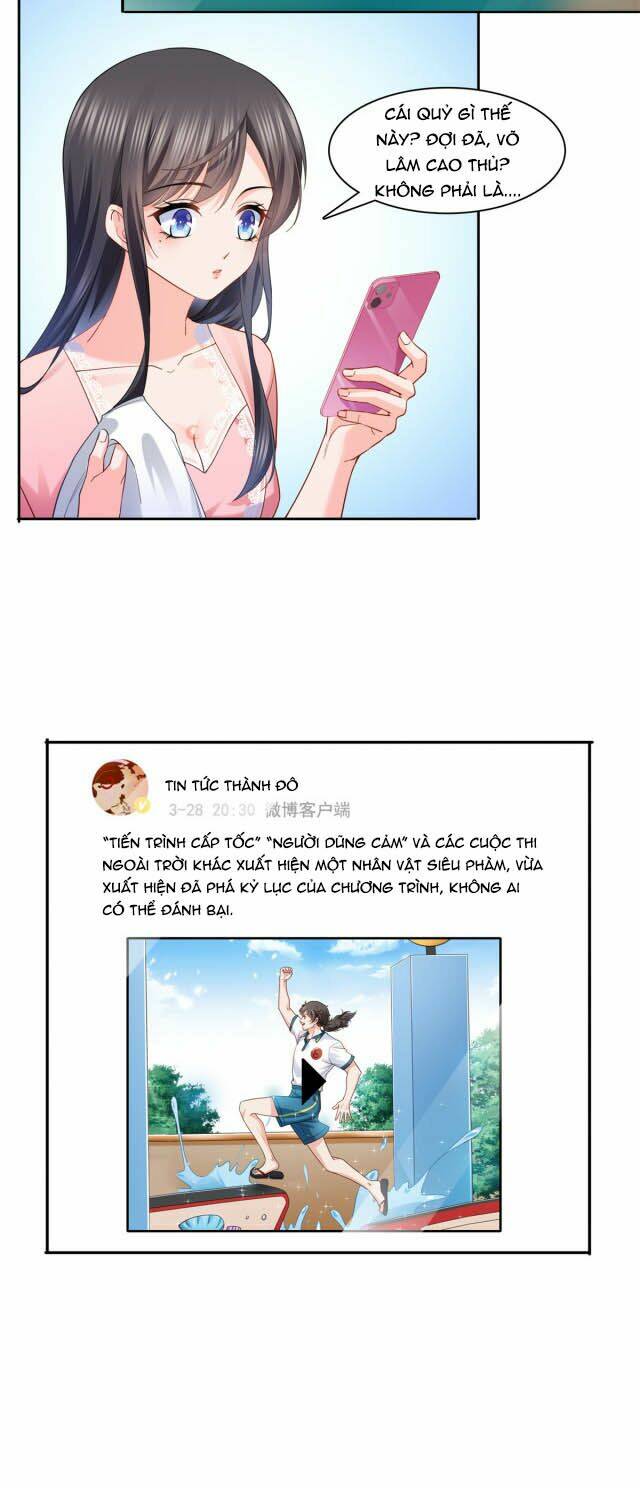 CÁI QUỶ GÌ THẾ
NÀY? ĐỢI ĐÃ, VÕ
LÂM CAO THỦ?
KHÔNG PHẢI LÀ....
TIN TỨC THÀNH ĐÔ
3-28 20:30 微博客户端
"TIẾN TRÌNH CẤP TỐC" "NGƯỜI DŨNG CẢM" VÀ CÁC CUỘC THI
NGOÀI TRỜI KHÁC XUẤT HIỆN MỘT NHÂN VẬT SIÊU PHÀM, VỪA
XUẤT HIỆN ĐÃ PHÁ KỶ LỤC CỦA CHƯƠNG TRÌNH, KHÔNG AI
CÓ THỂ ĐÁNH BẠI.